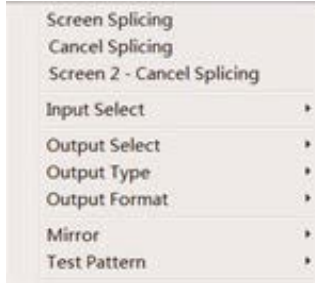 Screen Splicing
Cancel Splicing
Screen 2 - Cancel Splicing
Input Select
Output Select
Output Type
Output Format
Mirror
Test Pattern